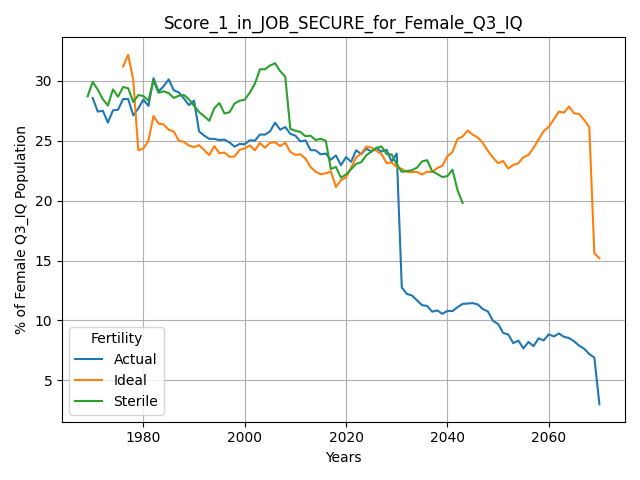 Score_1_in_JOB_SECURE_for_Female_Q3_IQ
% of Female Q3_IQ Population
30
25
20
15
10
5
Fertility
Actual
Ideal
Sterile
1980 2000 2020 2040 2060
Years